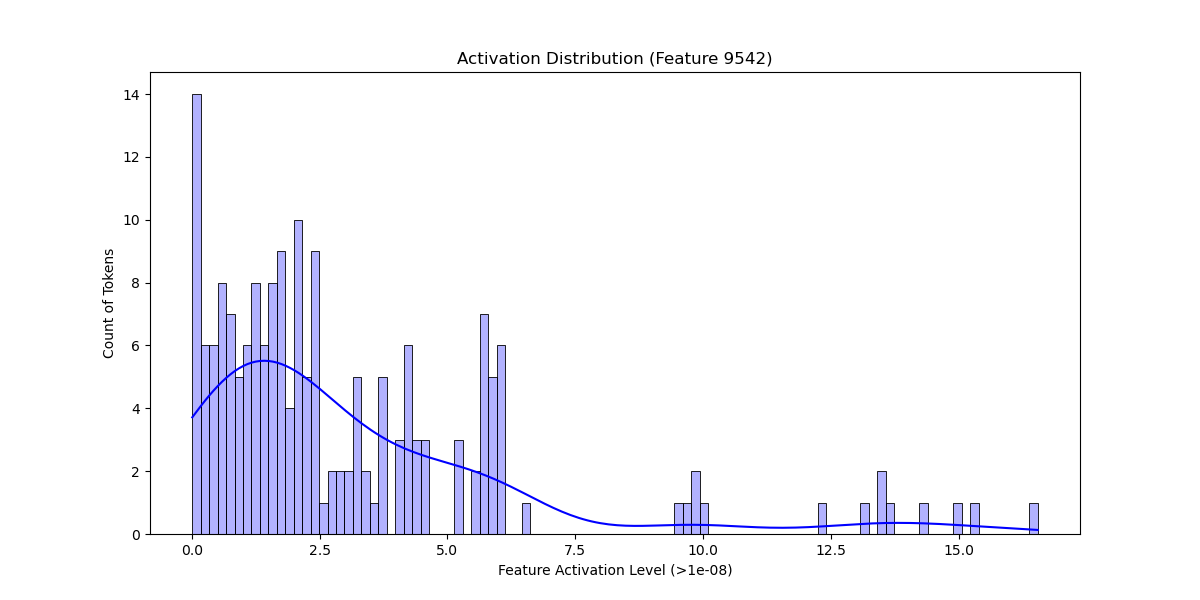 Activation Distribution (Feature 9542)
14
12
10
8
6
4
2
0
Count of Tokens
0.0 2.5 5.0 7.5 10.0 12.5 15.0
Feature Activation Level (>1e-08)